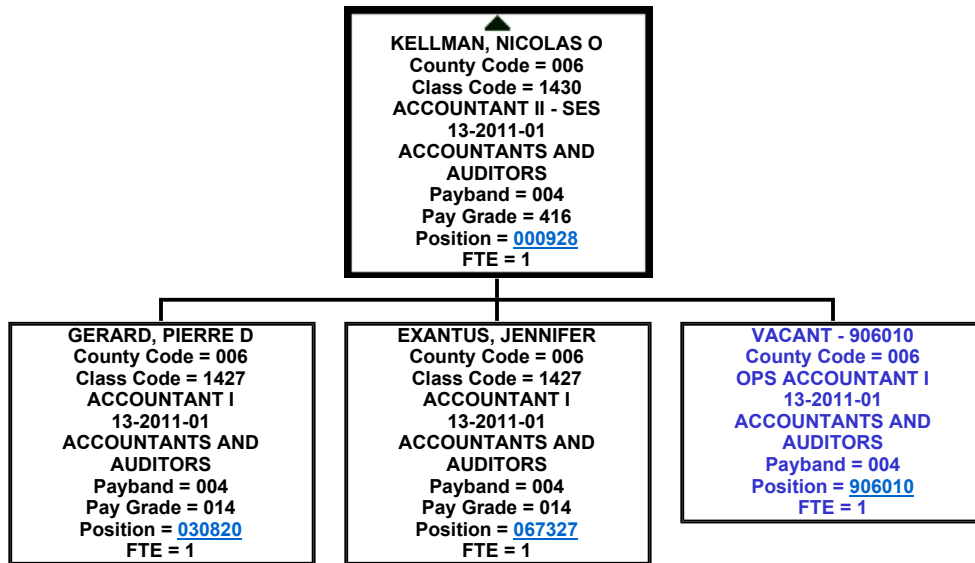 KELLMAN, NICOLAS O
County Code = 006
Class Code = 1430
ACCOUNTANT II - SES
13-2011-01
ACCOUNTANTS AND
AUDITORS
Payband = 004
Pay Grade = 416
Position = 000928
FTE = 1
GERARD, PIERRE D
County Code = 006
Class Code = 1427
ACCOUNTANT I
13-2011-01
ACCOUNTANTS AND
AUDITORS
Payband = 004
Pay Grade = 014
Position = 030820
FTE = 1
EXANTUS, JENNIFER
County Code = 006
Class Code = 1427
ACCOUNTANT I
13-2011-01
ACCOUNTANTS AND
AUDITORS
Payband = 004
Pay Grade = 014
Position = 067327
FTE = 1
VACANT - 906010
County Code = 006
OPS ACCOUNTANT I
13-2011-01
ACCOUNTANTS AND
AUDITORS
Payband = 004
Position = 906010
FTE = 1